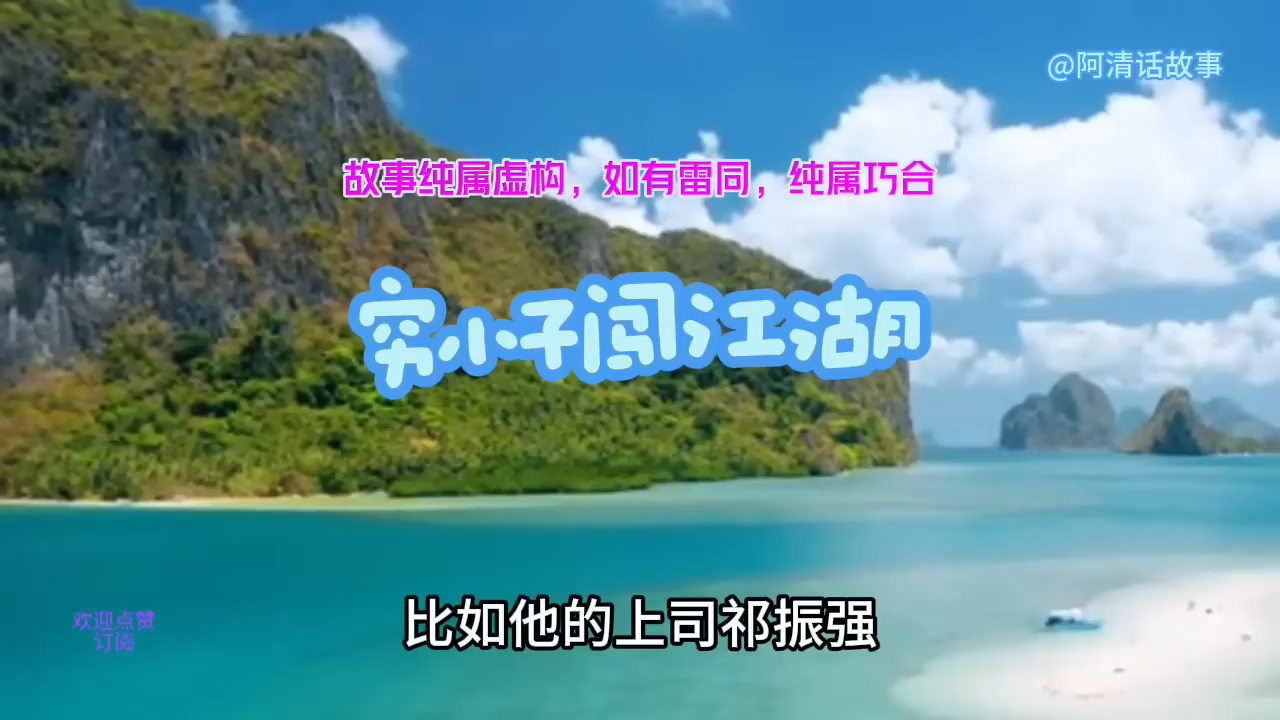 @阿清话故事
故事纯属虚构，如有雷同，纯属巧合
穷小子闯江湖
欢迎点赞
订阅
比如他的上司祁振强